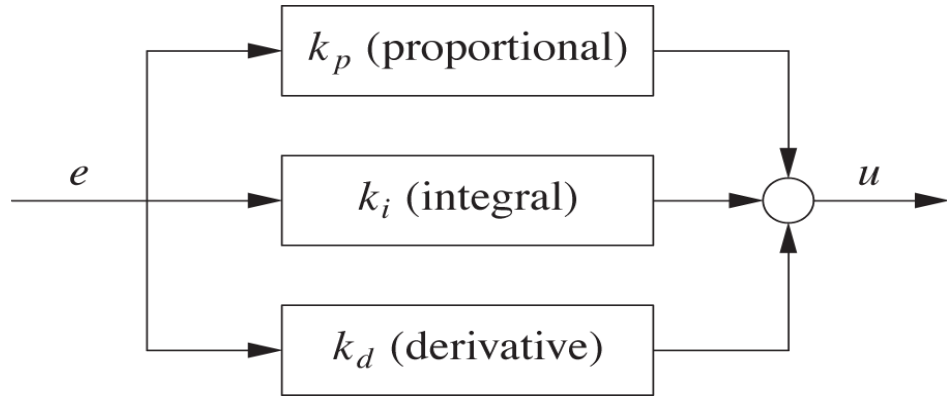 k_p (proportional)
e
k_i (integral)
u
k_d (derivative)